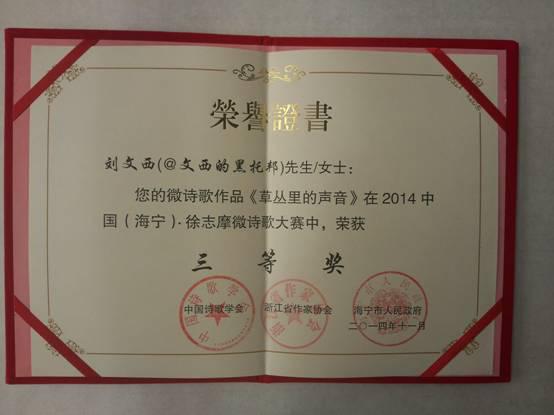 榮譽證書
刘文西(@文西的黑托邦)先生/女士：
您的微诗歌作品《草丛里的声音》在2014中
国（海宁）·徐志摩微诗歌大赛中，荣获
三等奖
中国诗歌学会 浙江省作家协会 海宁市人民政府
二〇一四年十一月